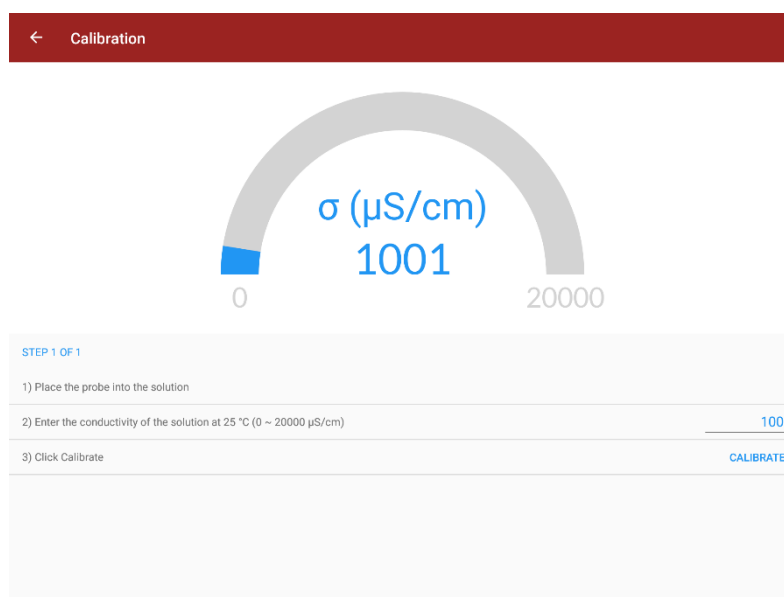 Calibration
σ (μS/cm)
1001
0
20000
STEP 1 OF 1
1) Place the probe into the solution
2) Enter the conductivity of the solution at 25 °C (0 ~ 20000 μS/cm)
100
3) Click Calibrate
CALIBRATE